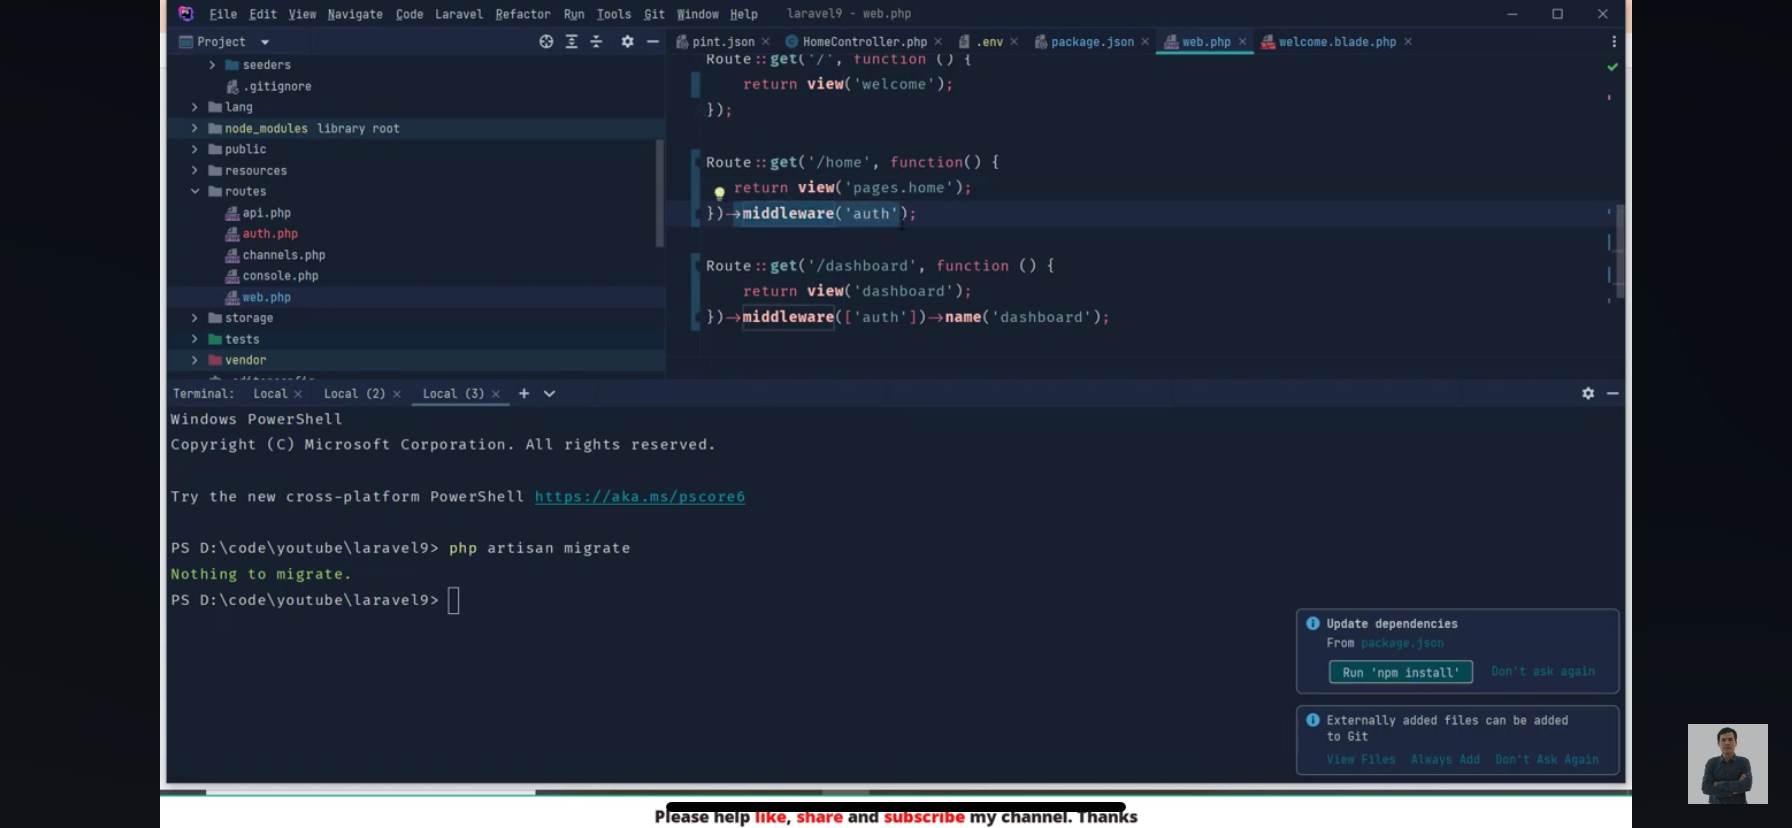 File Edit View Navigate Code Laravel Refactor Run Tools Git Window Help laravel9 - web.php
Project
pint.json HomeController.php .env package.json web.php welcome.blade.php
seeders
.gitignore
lang
node_modules library root
public
resources
routes
api.php
auth.php
channels.php
console.php
web.php
storage
tests
vendor
Route::get('/', function () {
return view('welcome');
});
Route::get('/home', function() {
return view('pages.home');
})->middleware('auth');
Route::get('/dashboard', function () {
return view('dashboard');
})->middleware(['auth'])->name('dashboard');
Terminal: Local Local (2) Local (3)
Windows PowerShell
Copyright (C) Microsoft Corporation. All rights reserved.
Try the new cross-platform PowerShell https://aka.ms/pscore6
PS D:\code\youtube\laravel9> php artisan migrate
Nothing to migrate.
PS D:\code\youtube\laravel9>
Update dependencies
From package.json
Run 'npm install' Don't ask again
Externally added files can be added
to Git
View Files Always Add Don't Ask Again
Please help like, share and subscribe my channel. Thanks